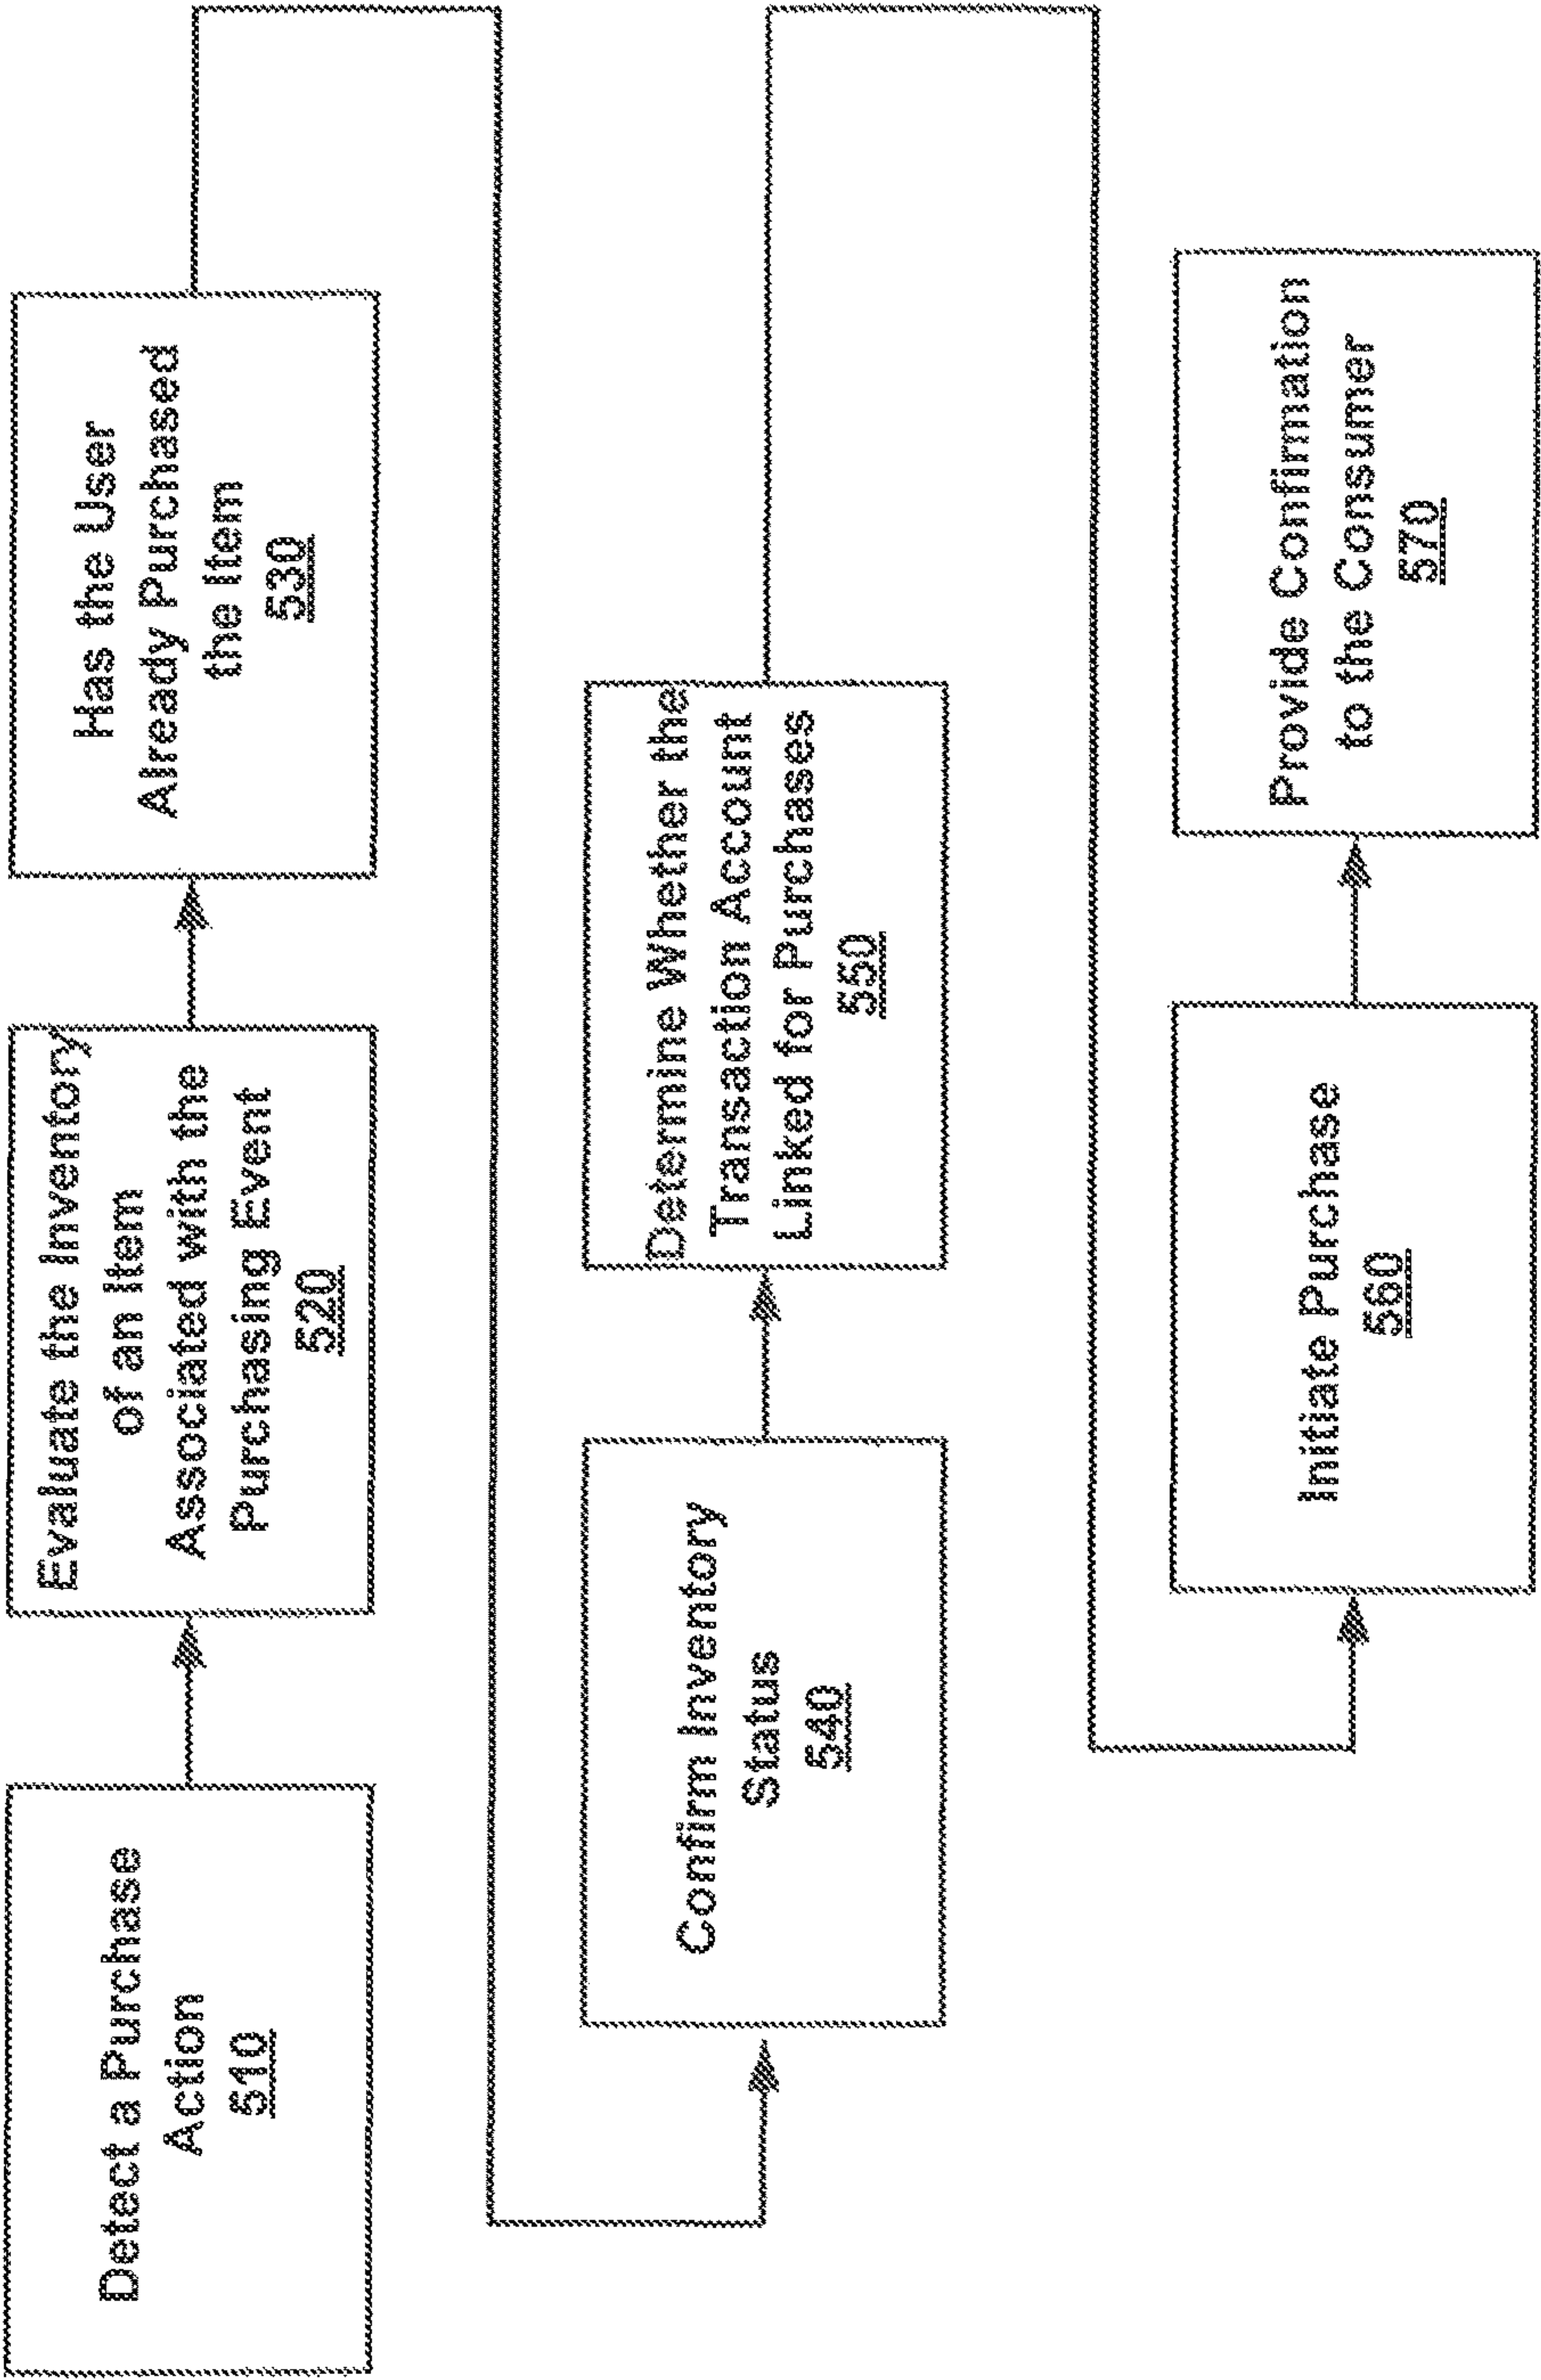 Detect a Purchase
Action
510
Evaluate the Inventory
of an Item
Associated with the
Purchasing Event
520
Has the User
Already Purchased
the Item
530
Confirm Inventory
Status
540
Determine Whether the
Transaction Account
Linked for Purchases
550
Initiate Purchase
560
Provide Confirmation
to the Consumer
570